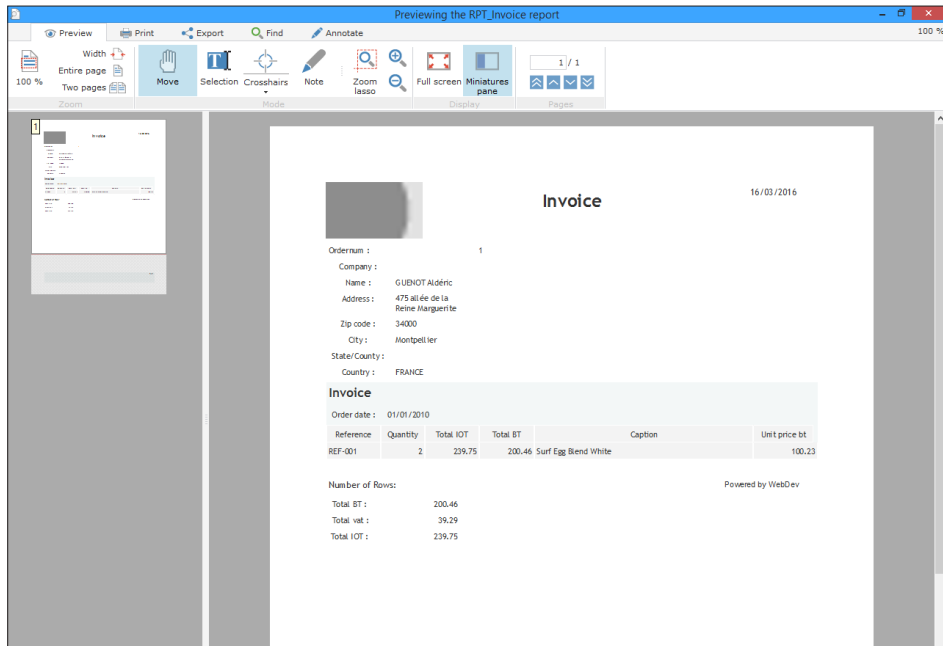 Previewing the RPT_Invoice report
Preview Print Export Find Annotate 100 %
100 %
Width
Entire page
Two pages
Zoom
Move Selection Crosshairs Note
Mode
Zoom lasso
Full screen Miniatures pane
Display
1 / 1
Pages
1
Invoice
16/03/2016
Ordernum : 1
Company :
Name : GUENOT Aldéric
Address : 475 allée de la
Reine Marguerite
Zip code : 34000
City : Montpellier
State/County :
Country : FRANCE
Invoice
Order date : 01/01/2010
Reference Quantity Total IOT Total BT Caption Unit price bt
REF-001 2 239.75 200.46 Surf Egg Blend White 100.23
Number of Rows: Powered by WebDev
Total BT : 200.46
Total vat : 39.29
Total IOT : 239.75